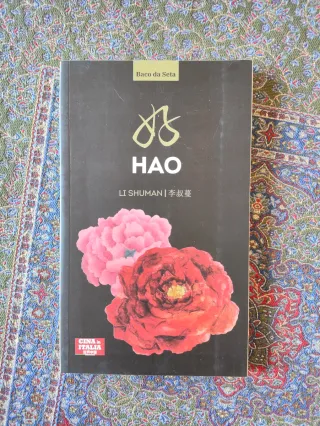 Baco da Seta
好
HAO
LI SHUMAN | 李叔蔓
CINA in
ITALIA